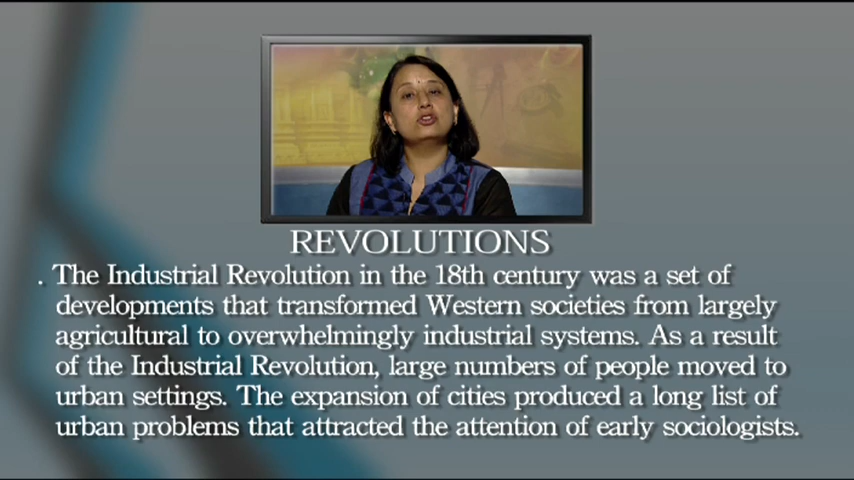 REVOLUTIONS
. The Industrial Revolution in the 18th century was a set of
developments that transformed Western societies from largely
agricultural to overwhelmingly industrial systems. As a result
of the Industrial Revolution, large numbers of people moved to
urban settings. The expansion of cities produced a long list of
urban problems that attracted the attention of early sociologists.